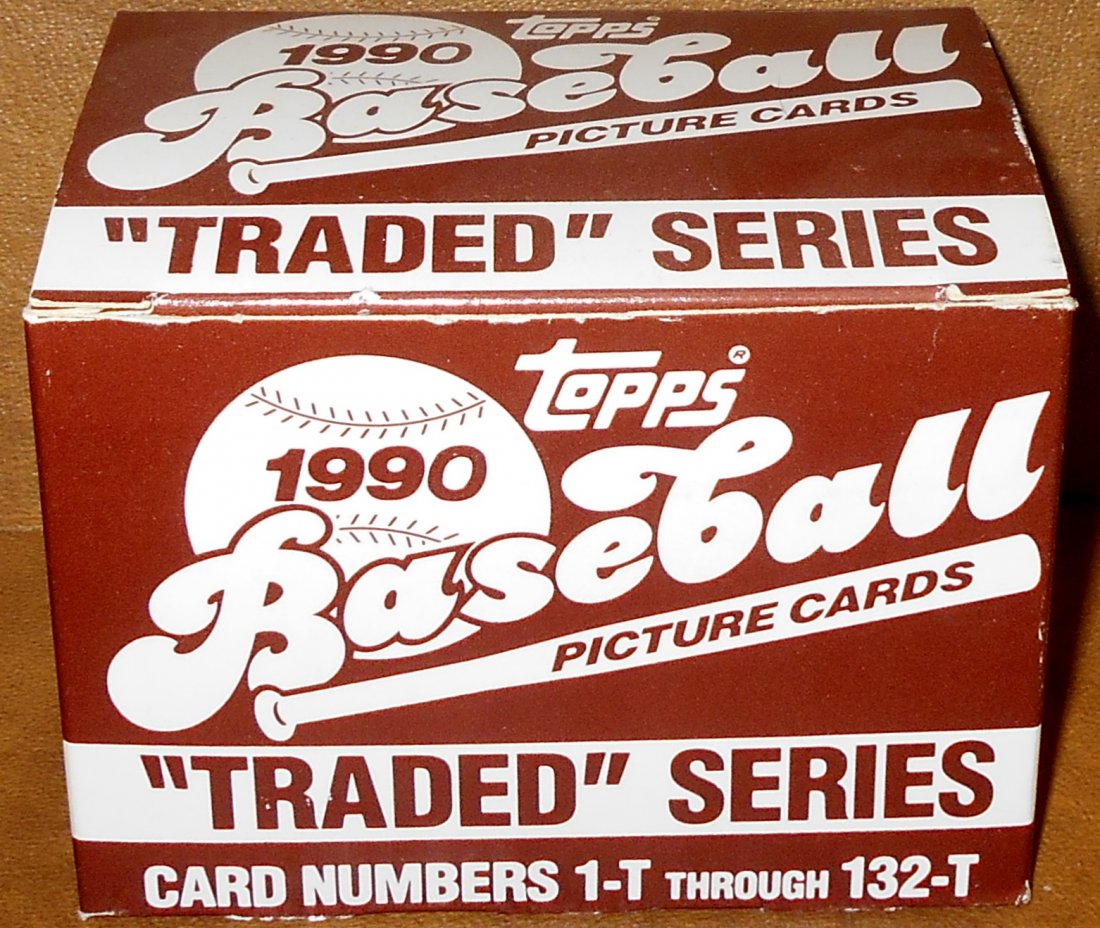 topps®
1990
Baseball
PICTURE CARDS
"TRADED" SERIES
topps®
1990
Baseball
PICTURE CARDS
"TRADED" SERIES
CARD NUMBERS 1-T THROUGH 132-T